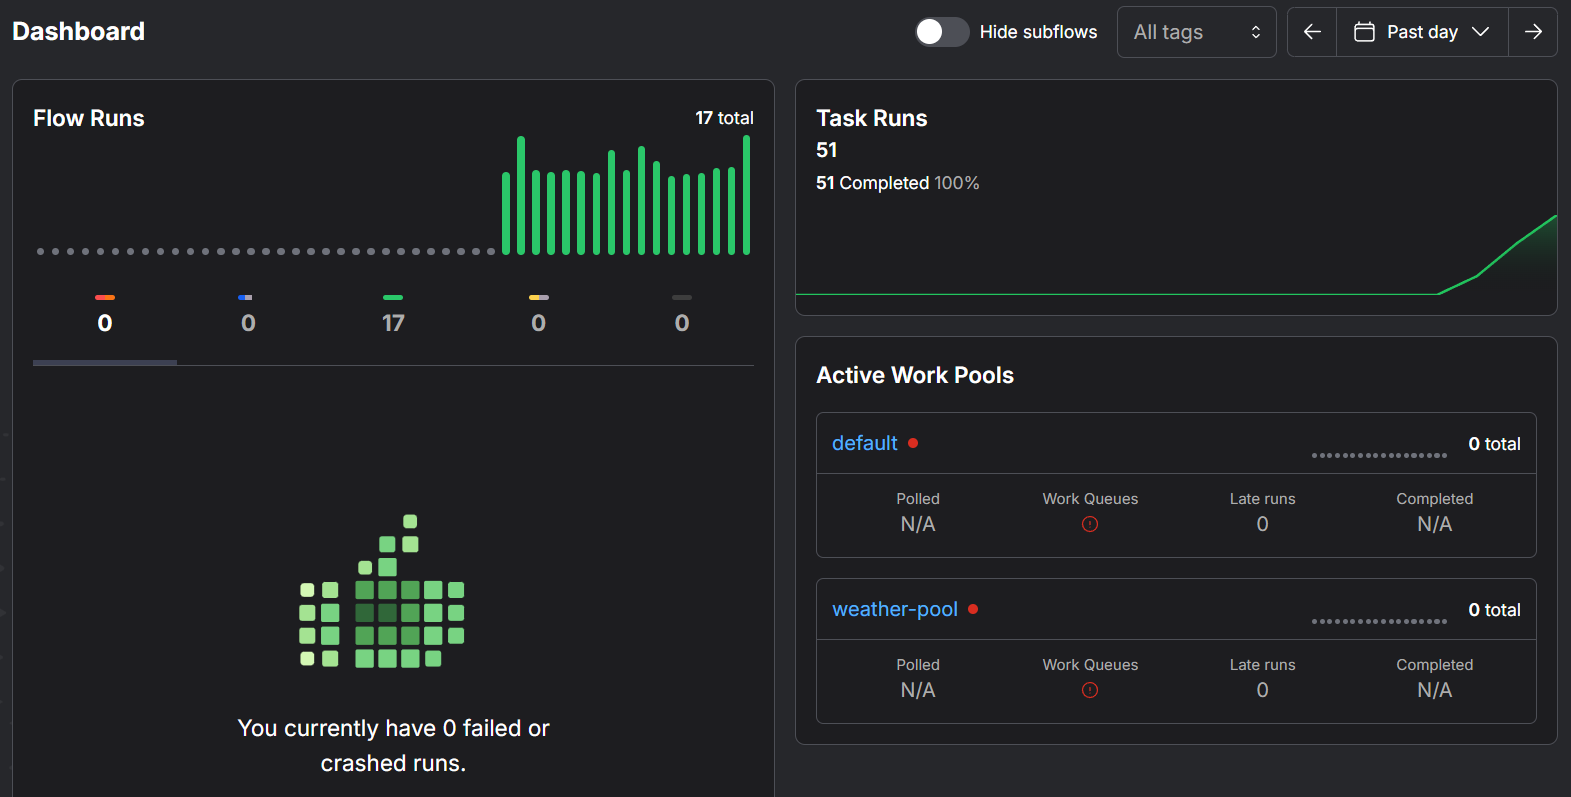 Dashboard
Hide subflows
All tags
Past day
Flow Runs
17 total
0
0
17
0
0
You currently have 0 failed or
crashed runs.
Task Runs
51
51 Completed 100%
Active Work Pools
default
0 total
Polled
N/A
Work Queues
Late runs
0
Completed
N/A
weather-pool
0 total
Polled
N/A
Work Queues
Late runs
0
Completed
N/A